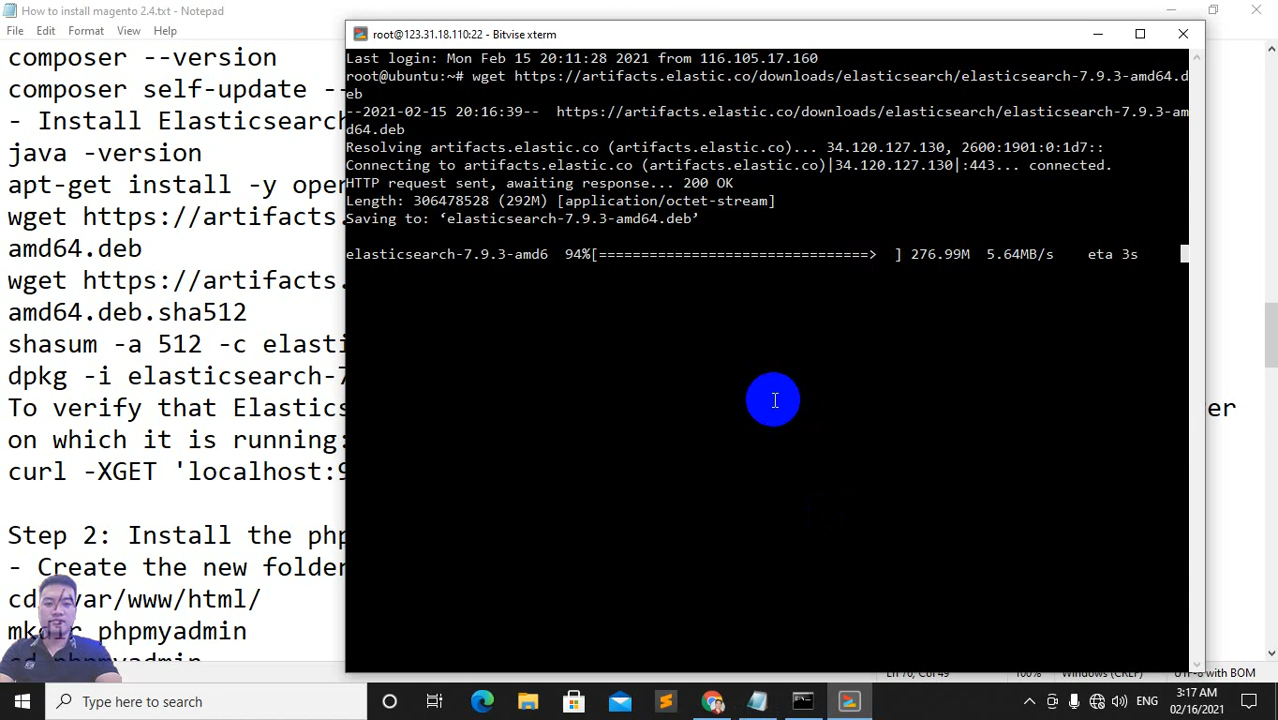 How to install magento 2.4.txt - Notepad
File Edit Format View Help
composer --version
composer self-update --
- Install Elasticsearch
java -version
apt-get install -y open
wget https://artifacts.
amd64.deb
wget https://artifacts.
amd64.deb.sha512
shasum -a 512 -c elasti
dpkg -i elasticsearch-7
To verify that Elastics
er
on which it is running:
curl -XGET 'localhost:9
Step 2: Install the php
- Create the new folder
cd /var/www/html/
mkdir phpmyadmin
cd phpmyadmin
root@123.31.18.110:22 - Bitvise xterm
Last login: Mon Feb 15 20:11:28 2021 from 116.105.17.160
root@ubuntu:~# wget https://artifacts.elastic.co/downloads/elasticsearch/elasticsearch-7.9.3-amd64.d
eb
--2021-02-15 20:16:39--  https://artifacts.elastic.co/downloads/elasticsearch/elasticsearch-7.9.3-am
d64.deb
Resolving artifacts.elastic.co (artifacts.elastic.co)... 34.120.127.130, 2600:1901:0:1d7::
Connecting to artifacts.elastic.co (artifacts.elastic.co)|34.120.127.130|:443... connected.
HTTP request sent, awaiting response... 200 OK
Length: 306478528 (292M) [application/octet-stream]
Saving to: ‘elasticsearch-7.9.3-amd64.deb’
elasticsearch-7.9.3-amd6  94%[================================>  ] 276.99M  5.64MB/s    eta 3s
100% Windows (CRLF) UTF-8 with BOM
Type here to search
ENG
3:17 AM
02/16/2021